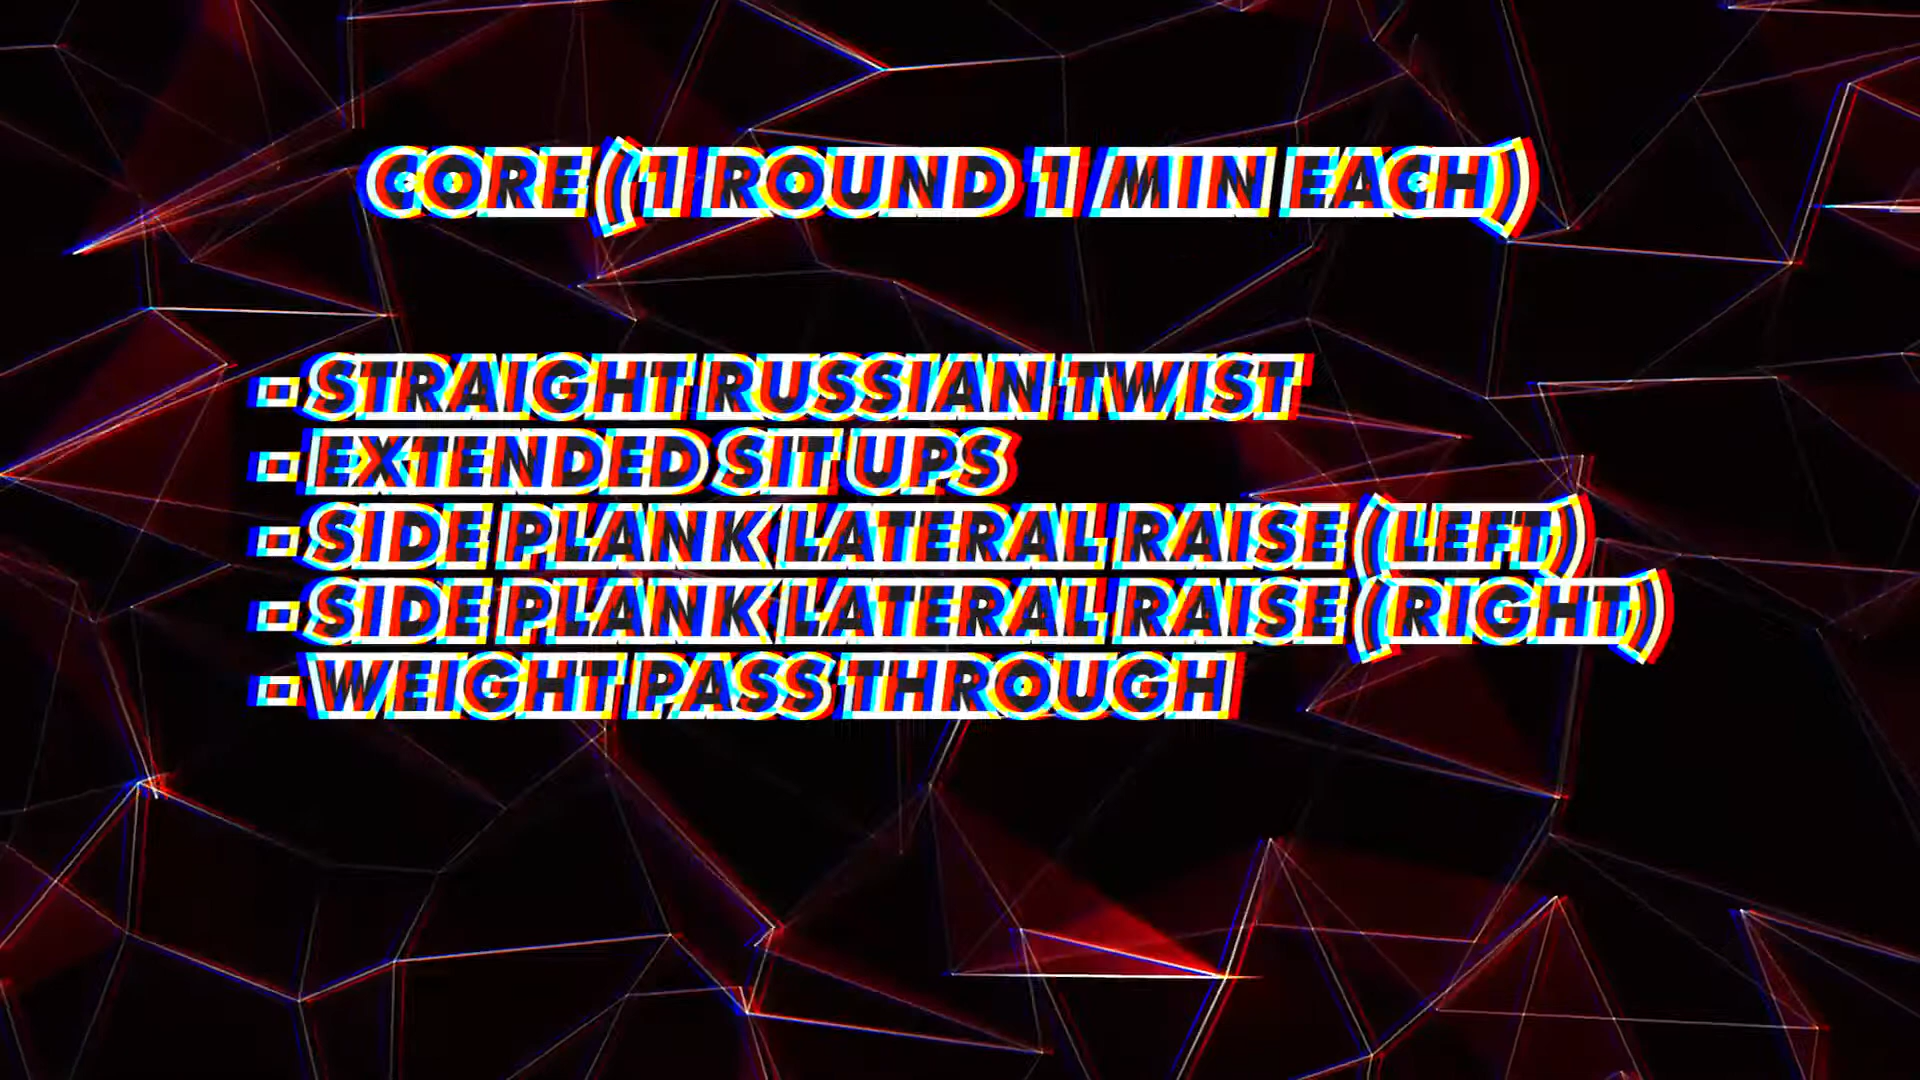 CORE (1 ROUND 1 MIN EACH)
- STRAIGHT RUSSIAN TWIST
- EXTENDED SIT UPS
- SIDE PLANK LATERAL RAISE (LEFT)
- SIDE PLANK LATERAL RAISE (RIGHT)
- WEIGHT PASS THROUGH